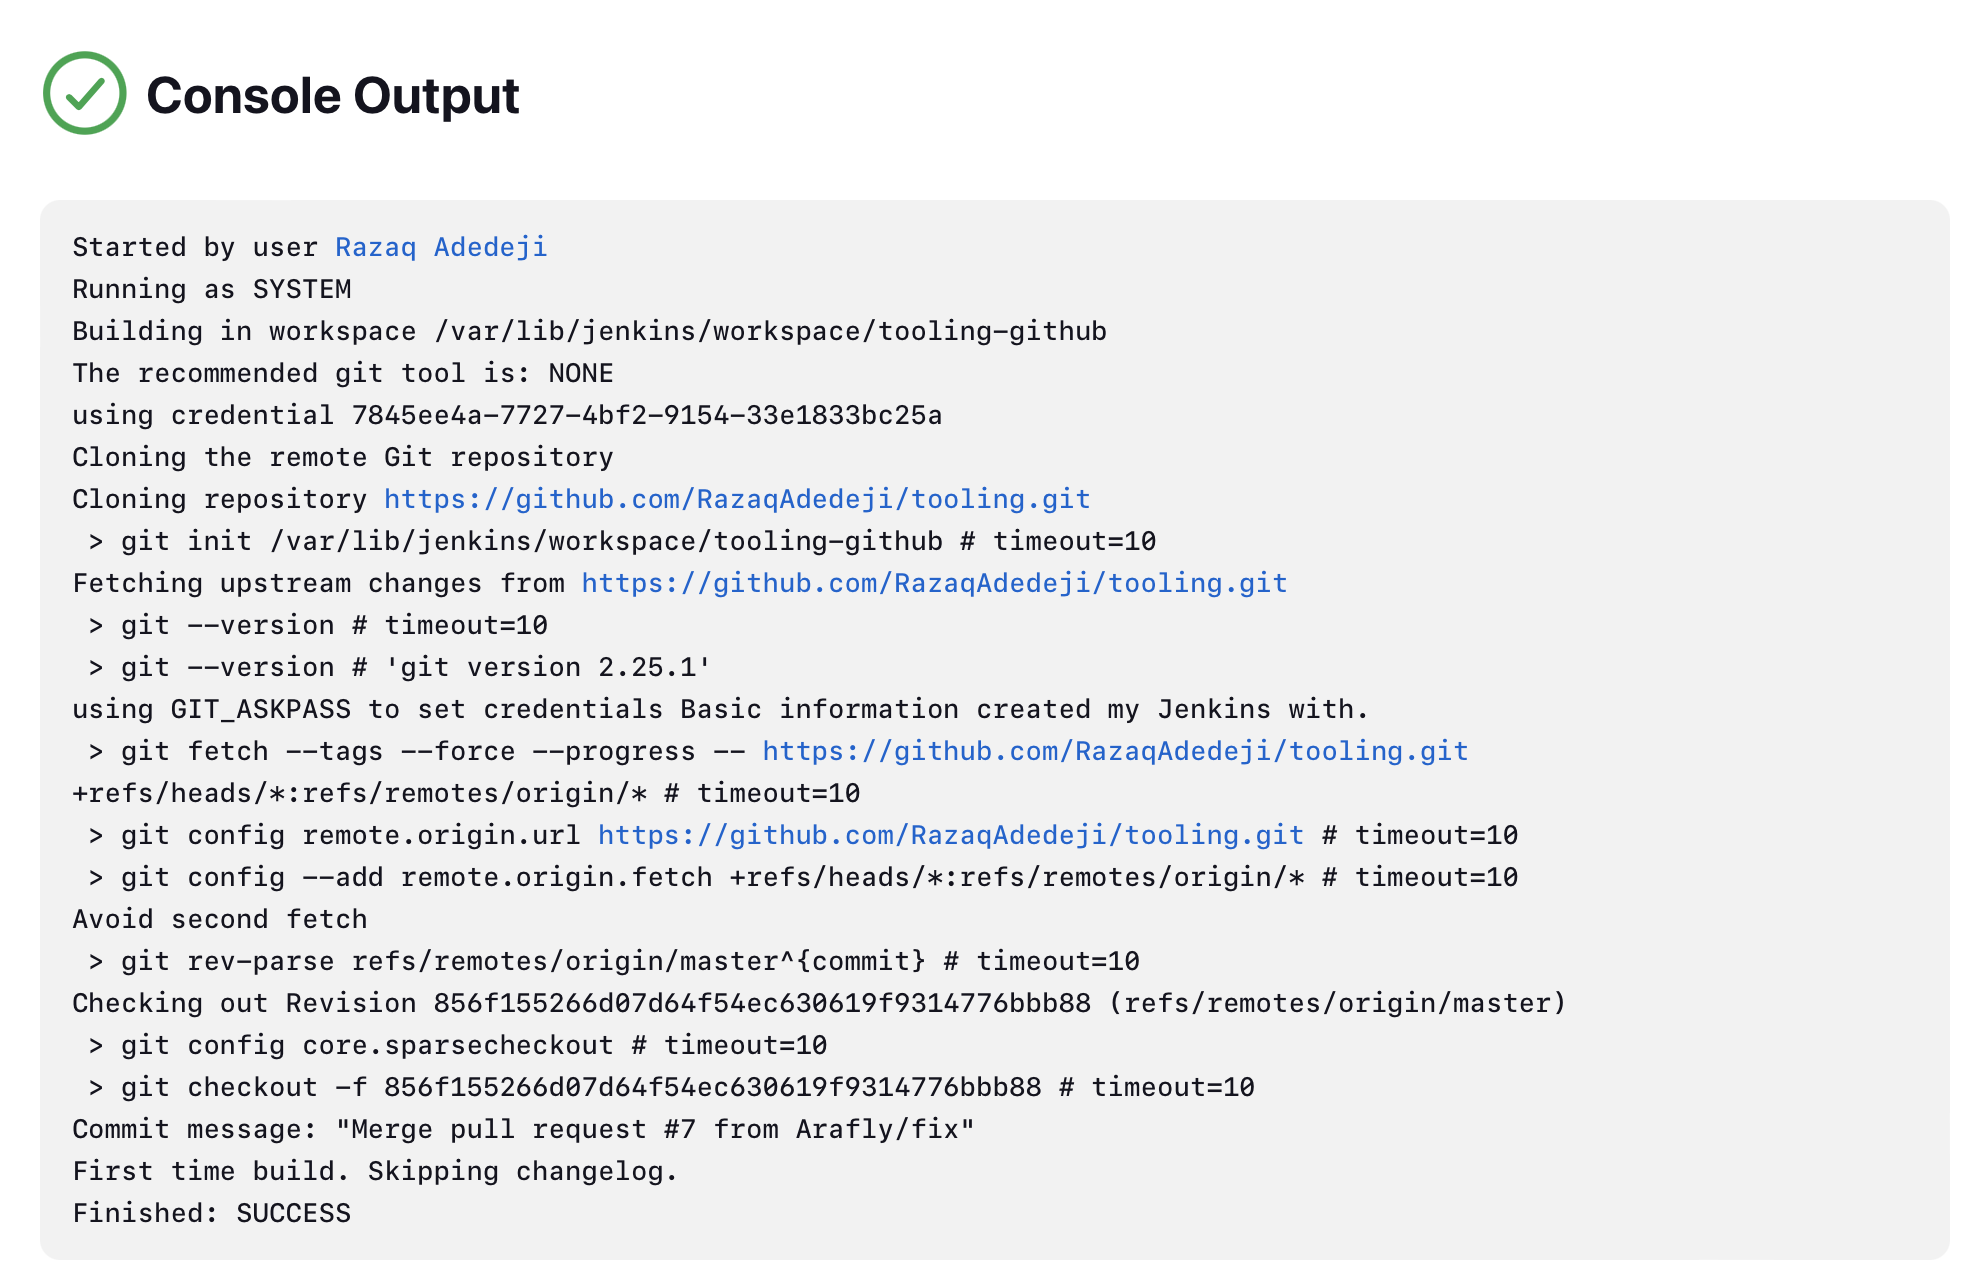 Console Output
Started by user Razaq Adedeji
Running as SYSTEM
Building in workspace /var/lib/jenkins/workspace/tooling-github
The recommended git tool is: NONE
using credential 7845ee4a-7727-4bf2-9154-33e1833bc25a
Cloning the remote Git repository
Cloning repository https://github.com/RazaqAdedeji/tooling.git
 > git init /var/lib/jenkins/workspace/tooling-github # timeout=10
Fetching upstream changes from https://github.com/RazaqAdedeji/tooling.git
 > git --version # timeout=10
 > git --version # 'git version 2.25.1'
using GIT_ASKPASS to set credentials Basic information created my Jenkins with.
 > git fetch --tags --force --progress -- https://github.com/RazaqAdedeji/tooling.git
+refs/heads/*:refs/remotes/origin/* # timeout=10
 > git config remote.origin.url https://github.com/RazaqAdedeji/tooling.git # timeout=10
 > git config --add remote.origin.fetch +refs/heads/*:refs/remotes/origin/* # timeout=10
Avoid second fetch
 > git rev-parse refs/remotes/origin/master^{commit} # timeout=10
Checking out Revision 856f155266d07d64f54ec630619f9314776bbb88 (refs/remotes/origin/master)
 > git config core.sparsecheckout # timeout=10
 > git checkout -f 856f155266d07d64f54ec630619f9314776bbb88 # timeout=10
Commit message: "Merge pull request #7 from Arafly/fix"
First time build. Skipping changelog.
Finished: SUCCESS